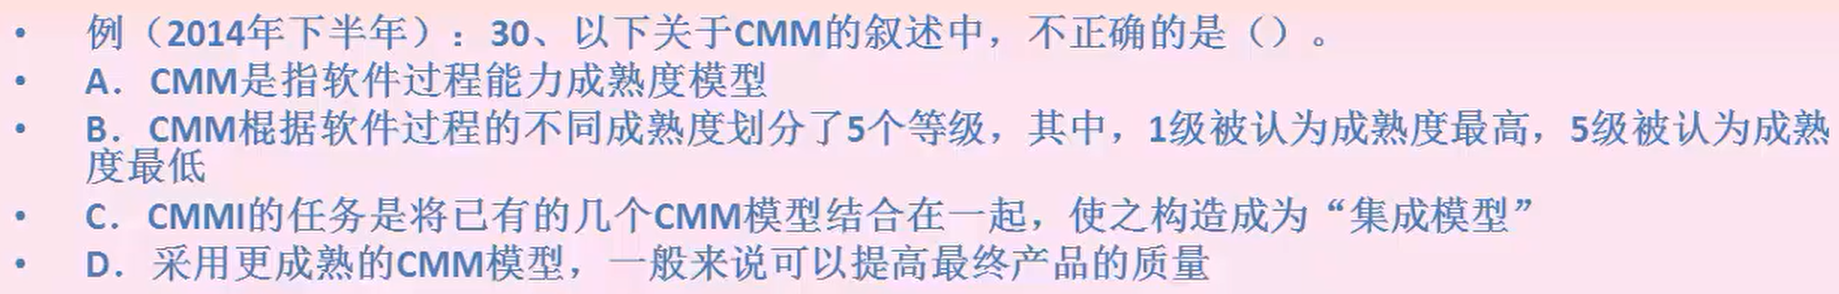 • 例（2014年下半年）：30、以下关于CMM的叙述中，不正确的是（）。
• A．CMM是指软件过程能力成熟度模型
• B．CMM棍据软件过程的不同成熟度划分了5个等级，其中，1级被认为成熟度最高，5级被认为成熟
度最低
• C．CMMI的任务是将已有的几个CMM模型结合在一起，使之构造成为“集成模型”
• D．采用更成熟的CMM模型，一般来说可以提高最终产品的质量